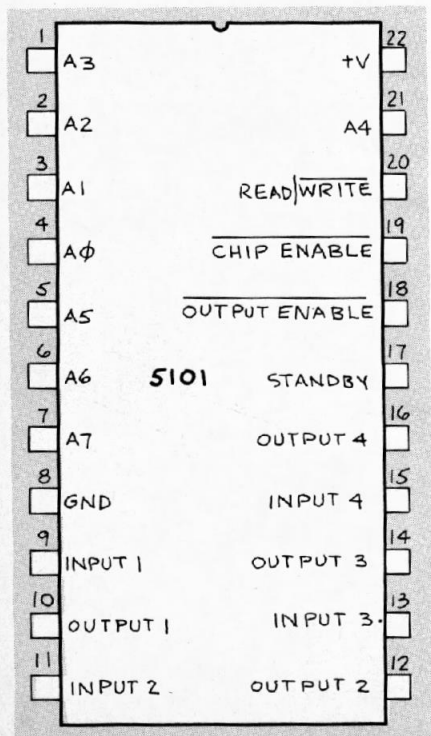 1 22
A3 +V
2 21
A2 A4
3 20
A1 READ/WRITE
4 19
Aϕ CHIP ENABLE
5 18
A5 OUTPUT ENABLE
6 17
A6 5101 STANDBY
7 16
A7 OUTPUT 4
8 15
GND INPUT 4
9 14
INPUT 1 OUTPUT 3
10 13
OUTPUT 1 INPUT 3
11 12
INPUT 2 OUTPUT 2